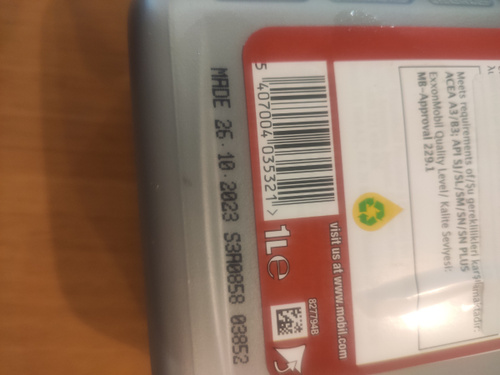 Meets requirements of/Şu gereklilikleri
ACEA A3/B3; API SJ/SL/SM/SN/SN PLUS
ExxonMobil Quality Level/ Kalite Seviyesi:
MB-Approval 229.1
visit us at www.mobil.com
8277948
5 407004 035321 >
1L e
MADE 26·10·2023 S3A0858 03852